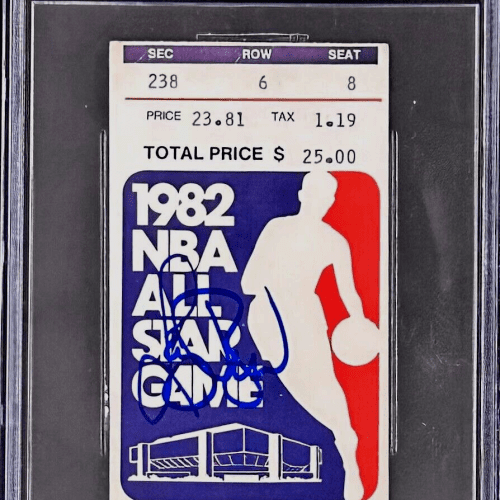 SEC ROW SEAT
238 6 8
PRICE 23.81 TAX 1.19
TOTAL PRICE $ 25.00
1982
NBA
ALL
STAR
GAME